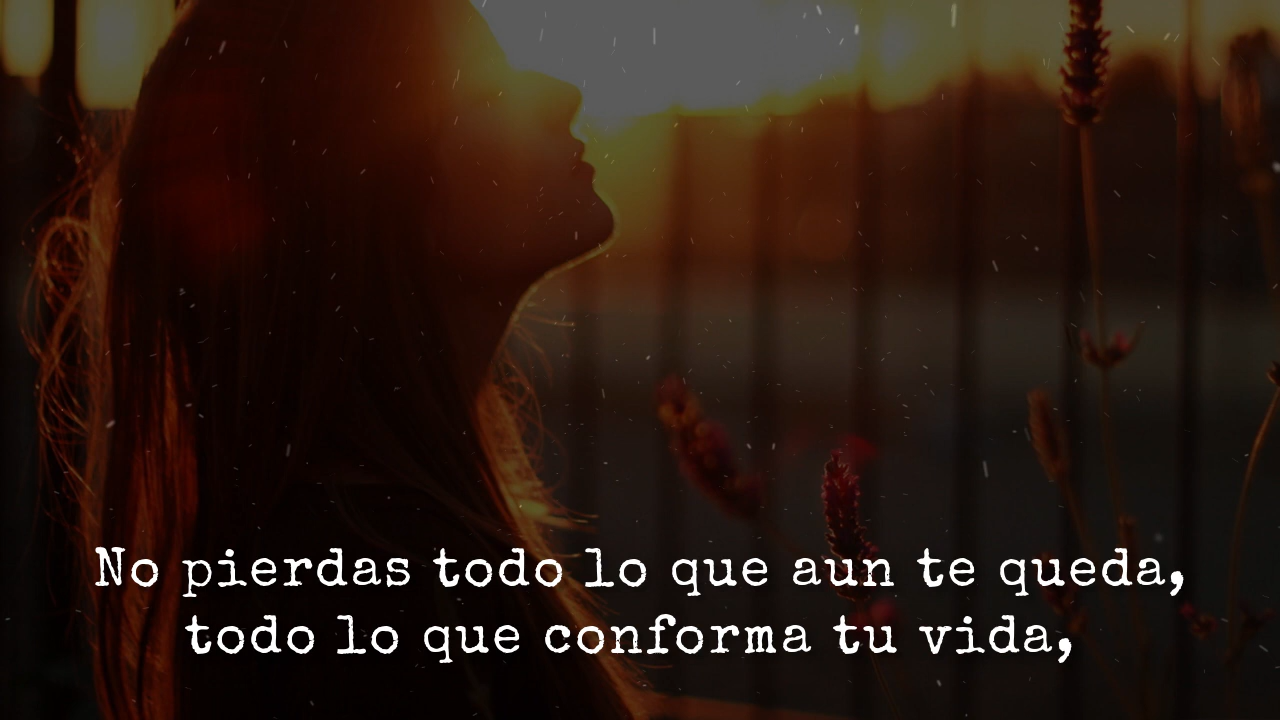 No pierdas todo lo que aun te queda,
todo lo que conforma tu vida,